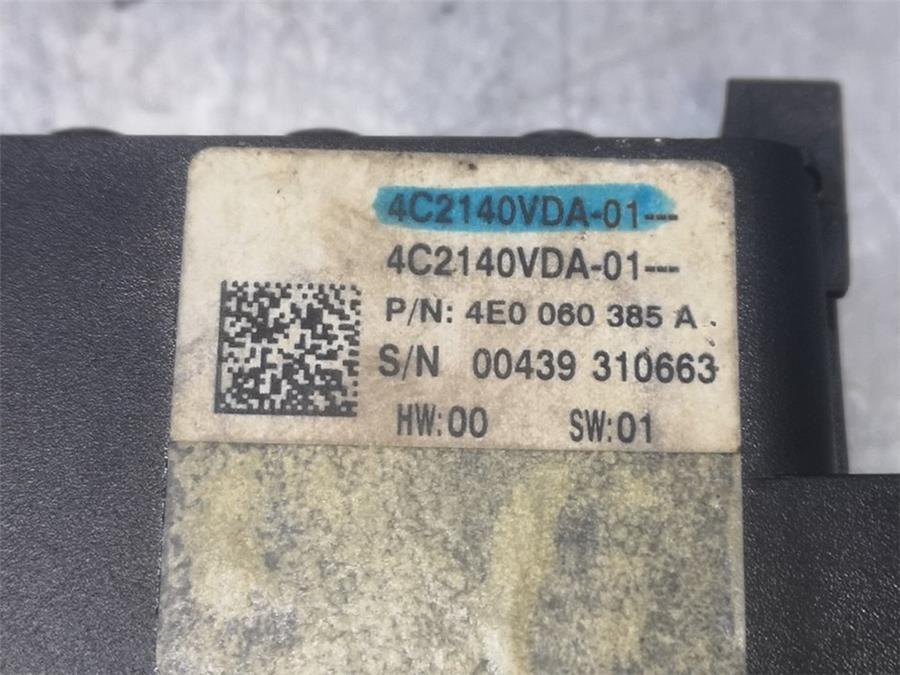 4C2140VDA-01---
4C2140VDA-01---
P/N: 4E0 060 385 A
S/N 00439 310663
HW:00 SW:01